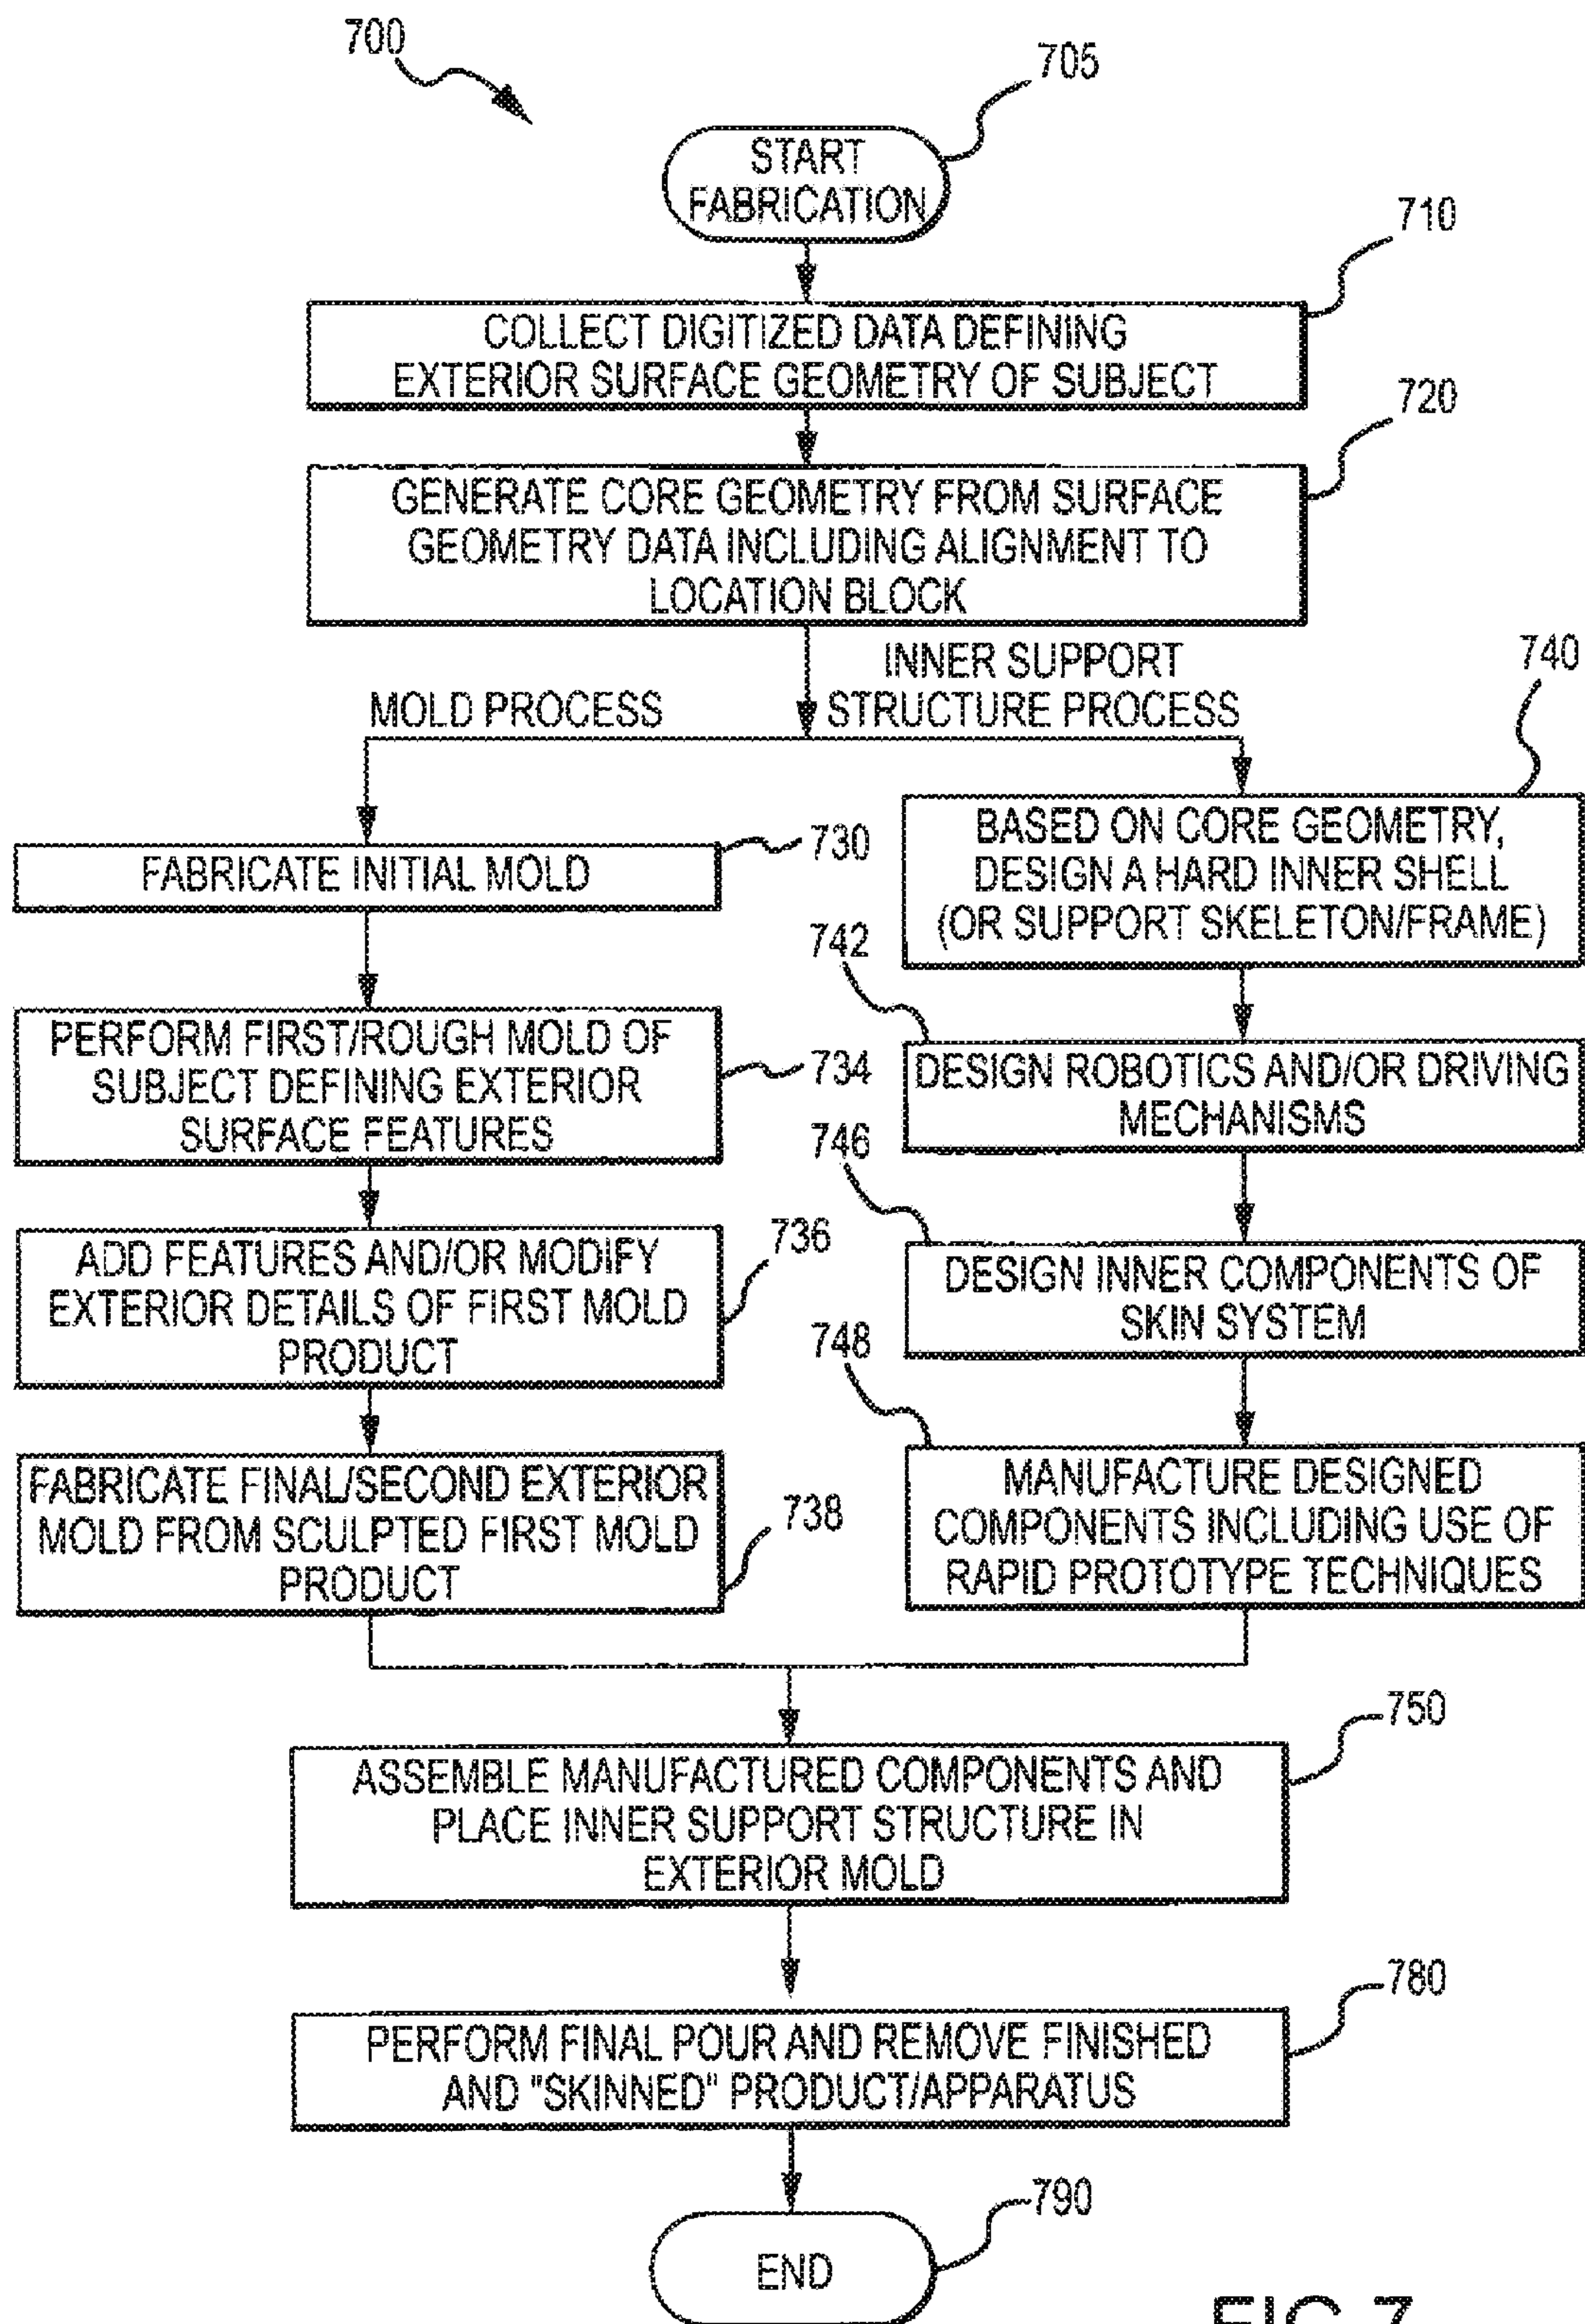 700
705
START
FABRICATION
710
COLLECT DIGITIZED DATA DEFINING
EXTERIOR SURFACE GEOMETRY OF SUBJECT
720
GENERATE CORE GEOMETRY FROM SURFACE
GEOMETRY DATA INCLUDING ALIGNMENT TO
LOCATION BLOCK
MOLD PROCESS
INNER SUPPORT
STRUCTURE PROCESS
730
FABRICATE INITIAL MOLD
734
PERFORM FIRST/ROUGH MOLD OF
SUBJECT DEFINING EXTERIOR
SURFACE FEATURES
736
ADD FEATURES AND/OR MODIFY
EXTERIOR DETAILS OF FIRST MOLD
PRODUCT
738
FABRICATE FINAL/SECOND EXTERIOR
MOLD FROM SCULPTED FIRST MOLD
PRODUCT
740
BASED ON CORE GEOMETRY,
DESIGN A HARD INNER SHELL
(OR SUPPORT SKELETON/FRAME)
742
DESIGN ROBOTICS AND/OR DRIVING
MECHANISMS
746
DESIGN INNER COMPONENTS OF
SKIN SYSTEM
748
MANUFACTURE DESIGNED
COMPONENTS INCLUDING USE OF
RAPID PROTOTYPE TECHNIQUES
750
ASSEMBLE MANUFACTURED COMPONENTS AND
PLACE INNER SUPPORT STRUCTURE IN
EXTERIOR MOLD
780
PERFORM FINAL POUR AND REMOVE FINISHED
AND "SKINNED" PRODUCT/APPARATUS
790
END
FIG.7